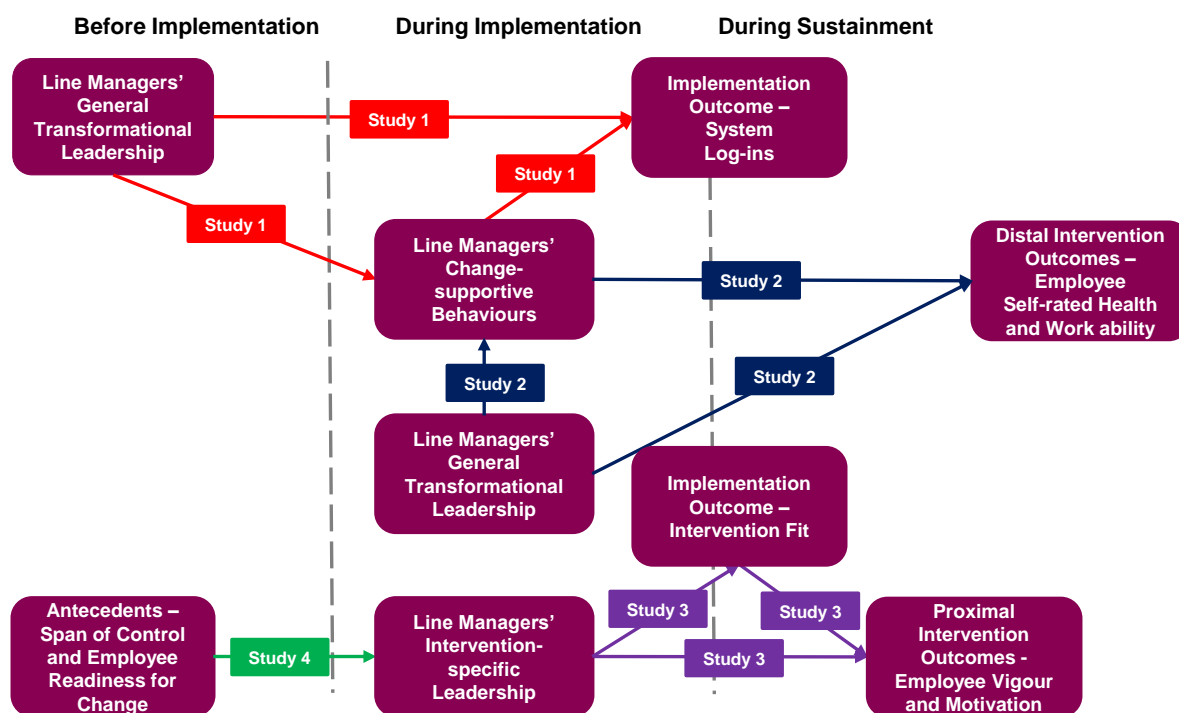 Before Implementation
During Implementation
During Sustainment
Line Managers’
General
Transformational
Leadership
Study 1
Implementation
Outcome –
System
Log-ins
Study 1
Study 1
Line Managers’
Change-
supportive
Behaviours
Study 2
Distal Intervention
Outcomes –
Employee
Self-rated Health
and Work ability
Study 2
Study 2
Line Managers’
General
Transformational
Leadership
Implementation
Outcome –
Intervention Fit
Antecedents –
Span of Control
and Employee
Readiness for
Change
Study 4
Line Managers’
Intervention-
specific
Leadership
Study 3
Study 3
Study 3
Proximal
Intervention
Outcomes -
Employee Vigour
and Motivation